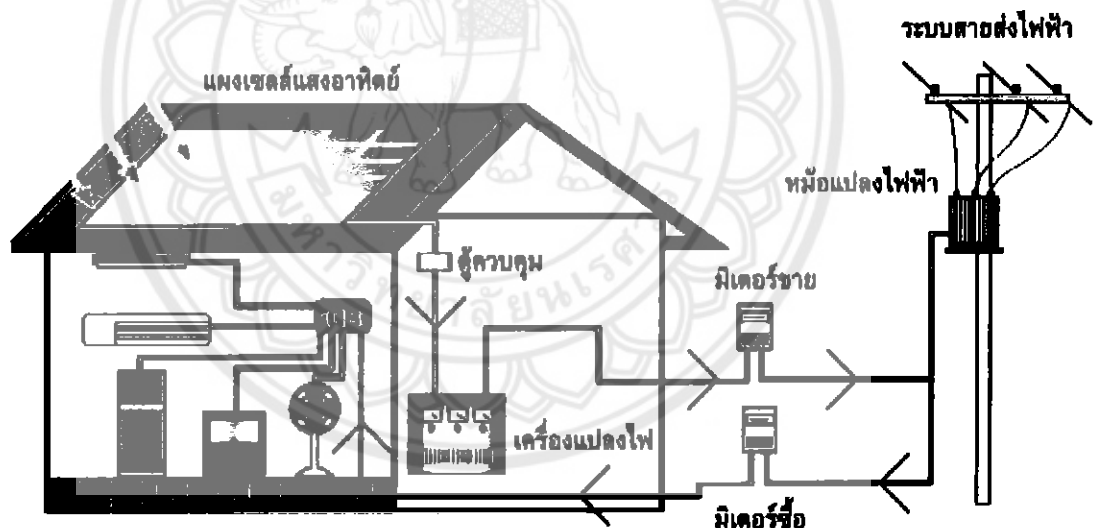 ระบบสายส่งไฟฟ้า
แผงเซลล์แสงอาทิตย์
หม้อแปลงไฟฟ้า
ตู้ควบคุม
มิเตอร์ขาย
เครื่องแปลงไฟ
มิเตอร์ซื้อ